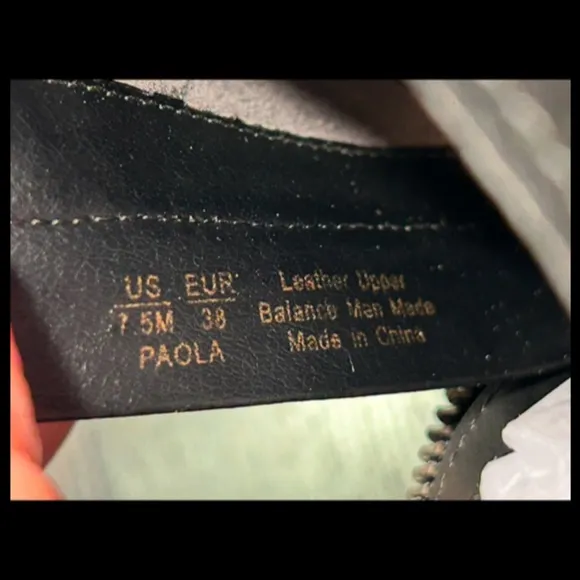 US EUR
7.5M 38
PAOLA
Leather Upper
Balance Man Made
Made in China